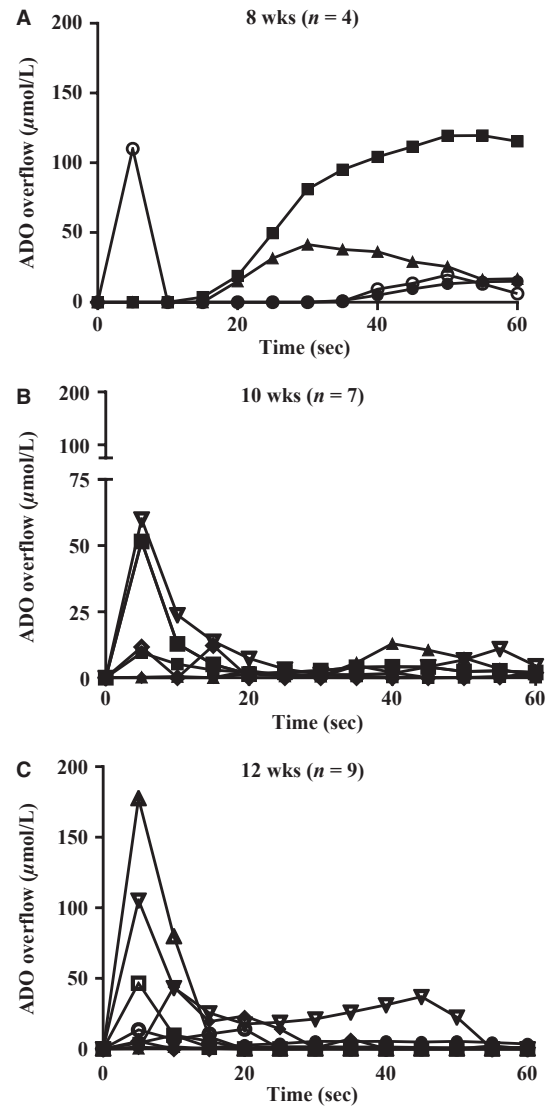 A
8 wks (n = 4)
ADO overflow (µmol/L)
200
150
100
50
0
0
20
40
60
Time (sec)
B
10 wks (n = 7)
ADO overflow (µmol/L)
200
100
75
50
25
0
0
20
40
60
Time (sec)
C
12 wks (n = 9)
ADO overflow (µmol/L)
200
150
100
50
0
0
20
40
60
Time (sec)